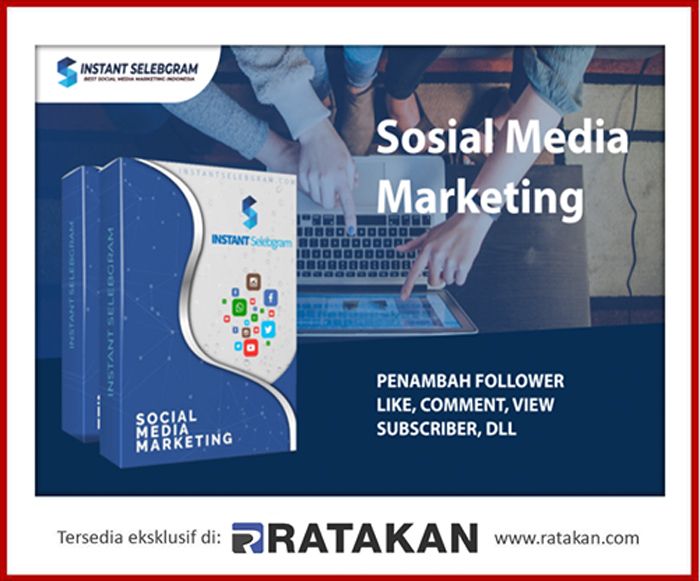 INSTANT SELEBGRAM
BEST SOCIAL MEDIA MARKETING INDONESIA
Sosial Media
Marketing
INSTANTSELEBGRAM.COM
INSTANT Selebgram
INSTANT SELEBGRAM
INSTANT SELEBGRAM
SOCIAL
MEDIA
MARKETING
PENAMBAH FOLLOWER
LIKE, COMMENT, VIEW
SUBSCRIBER, DLL
Tersedia eksklusif di: RATAKAN www.ratakan.com